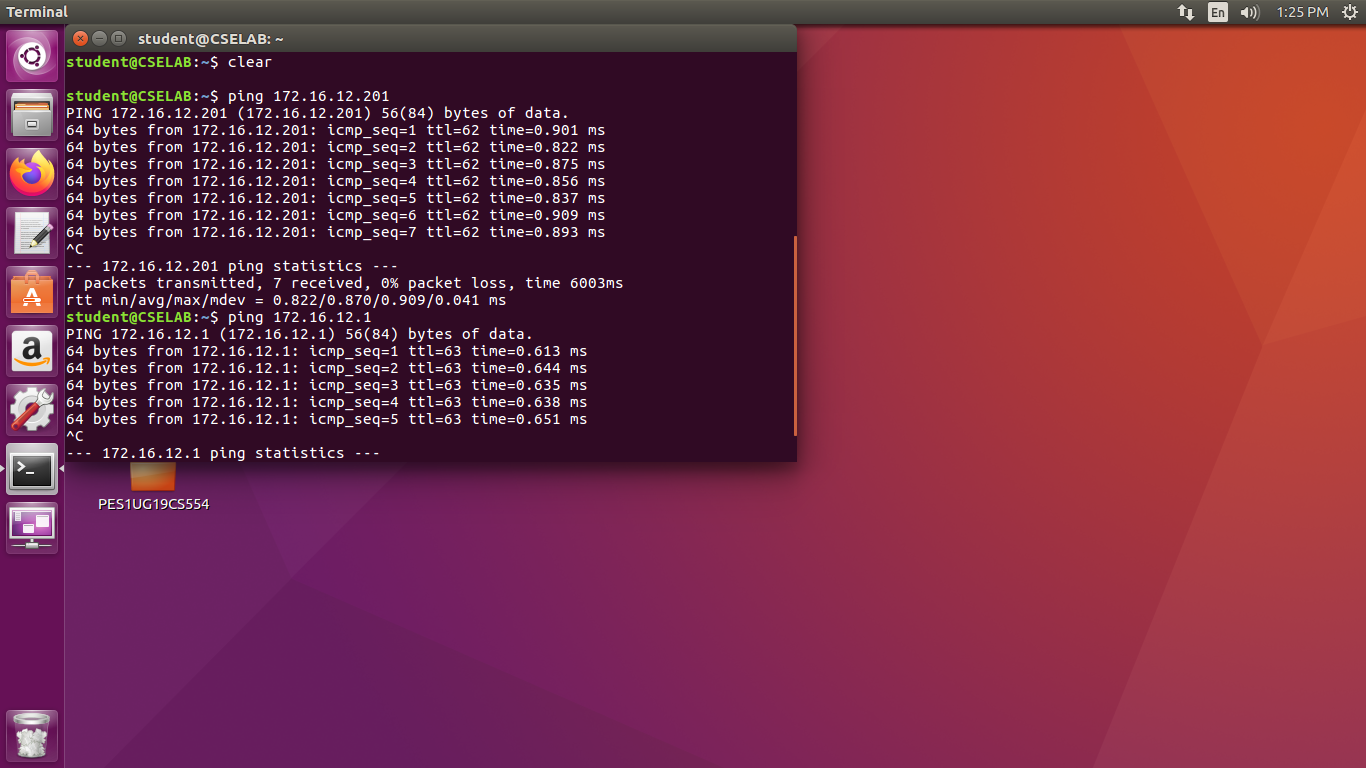 Terminal
En
1:25 PM
student@CSELAB: ~
student@CSELAB:~$ clear
student@CSELAB:~$ ping 172.16.12.201
PING 172.16.12.201 (172.16.12.201) 56(84) bytes of data.
64 bytes from 172.16.12.201: icmp_seq=1 ttl=62 time=0.901 ms
64 bytes from 172.16.12.201: icmp_seq=2 ttl=62 time=0.822 ms
64 bytes from 172.16.12.201: icmp_seq=3 ttl=62 time=0.875 ms
64 bytes from 172.16.12.201: icmp_seq=4 ttl=62 time=0.856 ms
64 bytes from 172.16.12.201: icmp_seq=5 ttl=62 time=0.837 ms
64 bytes from 172.16.12.201: icmp_seq=6 ttl=62 time=0.909 ms
64 bytes from 172.16.12.201: icmp_seq=7 ttl=62 time=0.893 ms
^C
--- 172.16.12.201 ping statistics ---
7 packets transmitted, 7 received, 0% packet loss, time 6003ms
rtt min/avg/max/mdev = 0.822/0.870/0.909/0.041 ms
student@CSELAB:~$ ping 172.16.12.1
PING 172.16.12.1 (172.16.12.1) 56(84) bytes of data.
64 bytes from 172.16.12.1: icmp_seq=1 ttl=63 time=0.613 ms
64 bytes from 172.16.12.1: icmp_seq=2 ttl=63 time=0.644 ms
64 bytes from 172.16.12.1: icmp_seq=3 ttl=63 time=0.635 ms
64 bytes from 172.16.12.1: icmp_seq=4 ttl=63 time=0.638 ms
64 bytes from 172.16.12.1: icmp_seq=5 ttl=63 time=0.651 ms
^C
--- 172.16.12.1 ping statistics ---
PES1UG19CS554